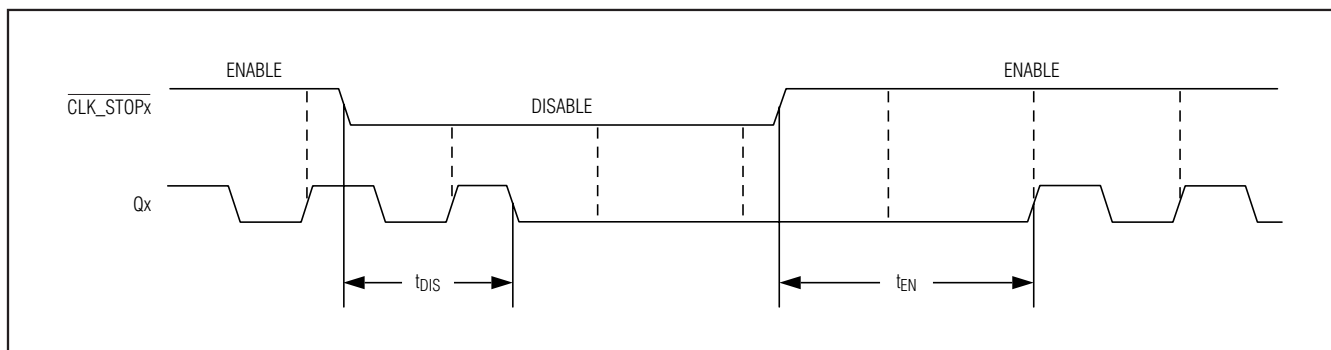 ENABLE
ENABLE
CLK_STOPx
DISABLE
Qx
tDIS
tEN